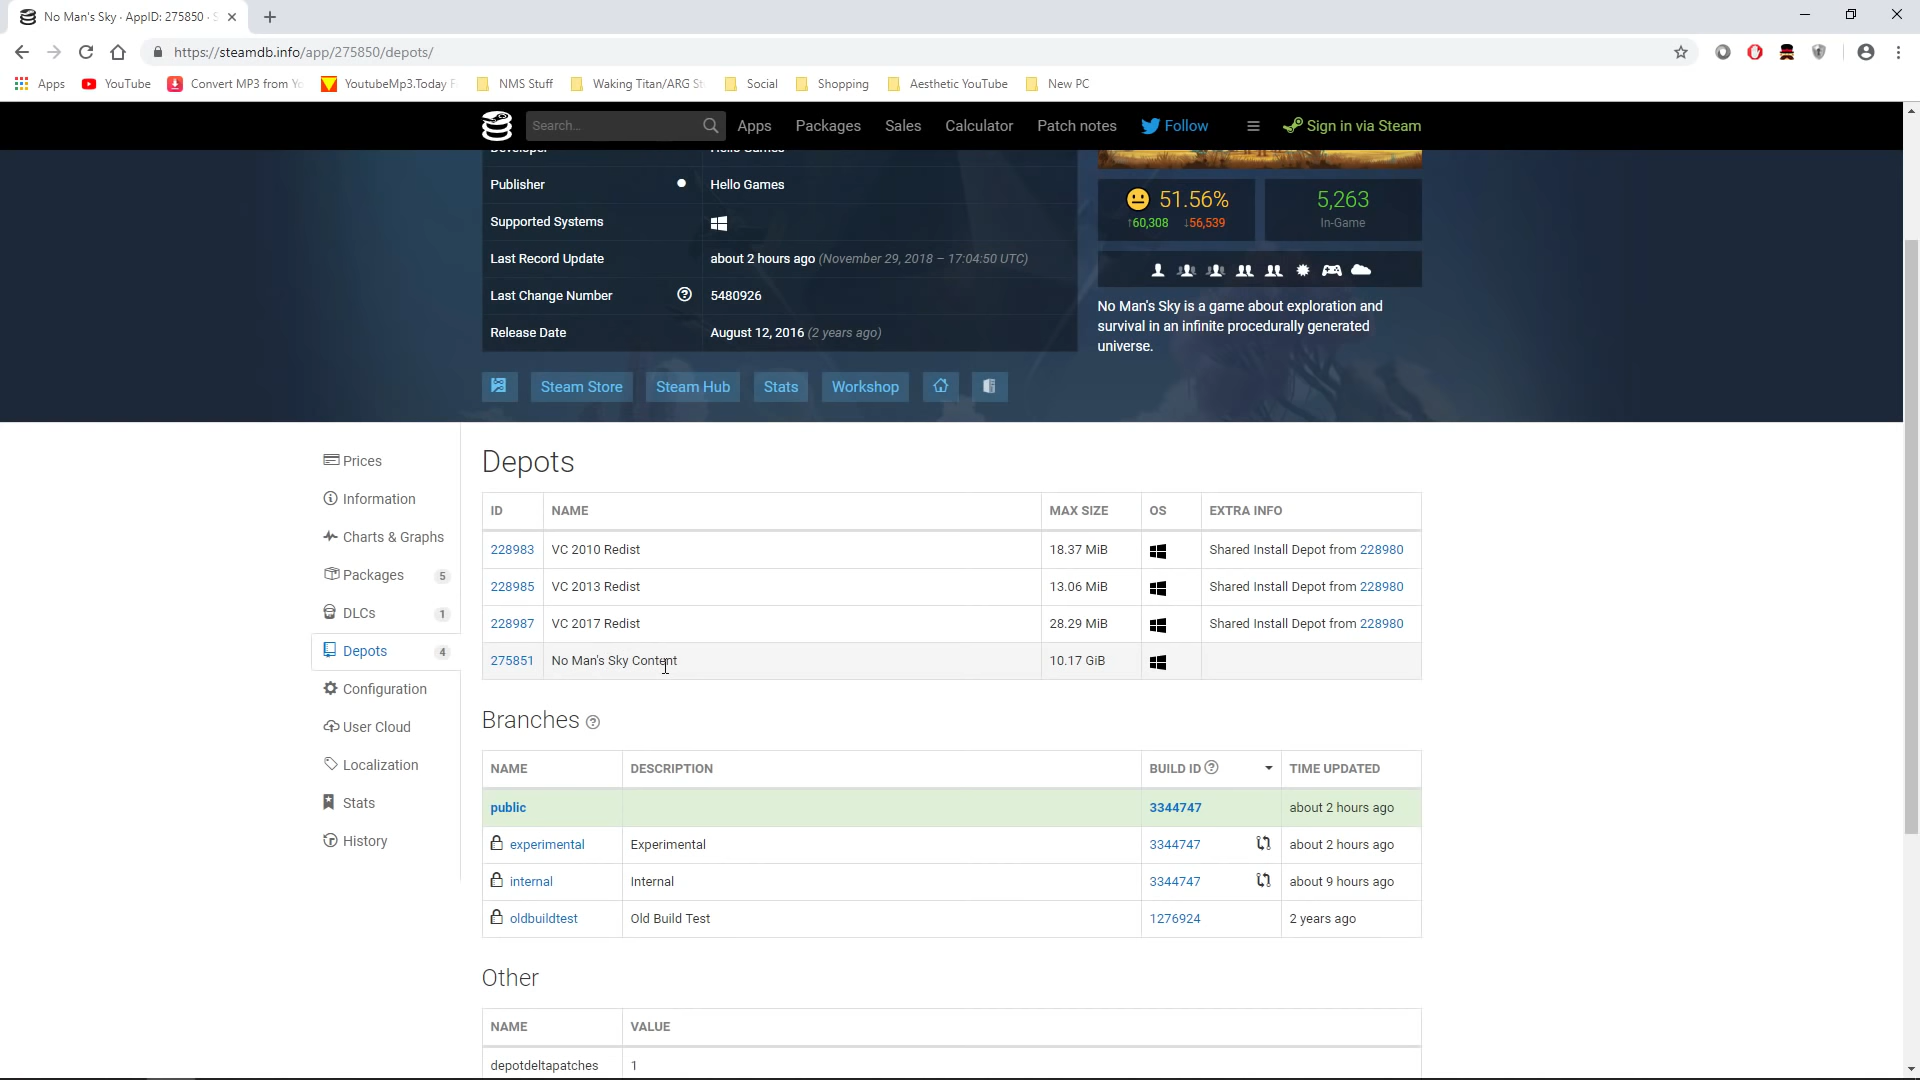 No Man's Sky · AppID: 275850 ·
https://steamdb.info/app/275850/depots/
Apps YouTube Convert MP3 from Yo YoutubeMp3.Today F NMS Stuff Waking Titan/ARG St Social Shopping Aesthetic YouTube New PC
Search... Apps Packages Sales Calculator Patch notes Follow Sign in via Steam
Developer Hello Games
Publisher Hello Games
Supported Systems
Last Record Update about 2 hours ago (November 29, 2018 – 17:04:50 UTC)
Last Change Number 5480926
Release Date August 12, 2016 (2 years ago)
51.56%
↑60,308 ↓56,539
5,263
In-Game
No Man's Sky is a game about exploration and
survival in an infinite procedurally generated
universe.
Steam Store Steam Hub Stats Workshop
Prices
Information
Charts & Graphs
Packages 5
DLCs 1
Depots 4
Configuration
User Cloud
Localization
Stats
History
Depots
ID NAME MAX SIZE OS EXTRA INFO
228983 VC 2010 Redist 18.37 MiB Shared Install Depot from 228980
228985 VC 2013 Redist 13.06 MiB Shared Install Depot from 228980
228987 VC 2017 Redist 28.29 MiB Shared Install Depot from 228980
275851 No Man's Sky Content 10.17 GiB
Branches
NAME DESCRIPTION BUILD ID TIME UPDATED
public 3344747 about 2 hours ago
experimental Experimental 3344747 about 2 hours ago
internal Internal 3344747 about 9 hours ago
oldbuildtest Old Build Test 1276924 2 years ago
Other
NAME VALUE
depotdeltapatches 1